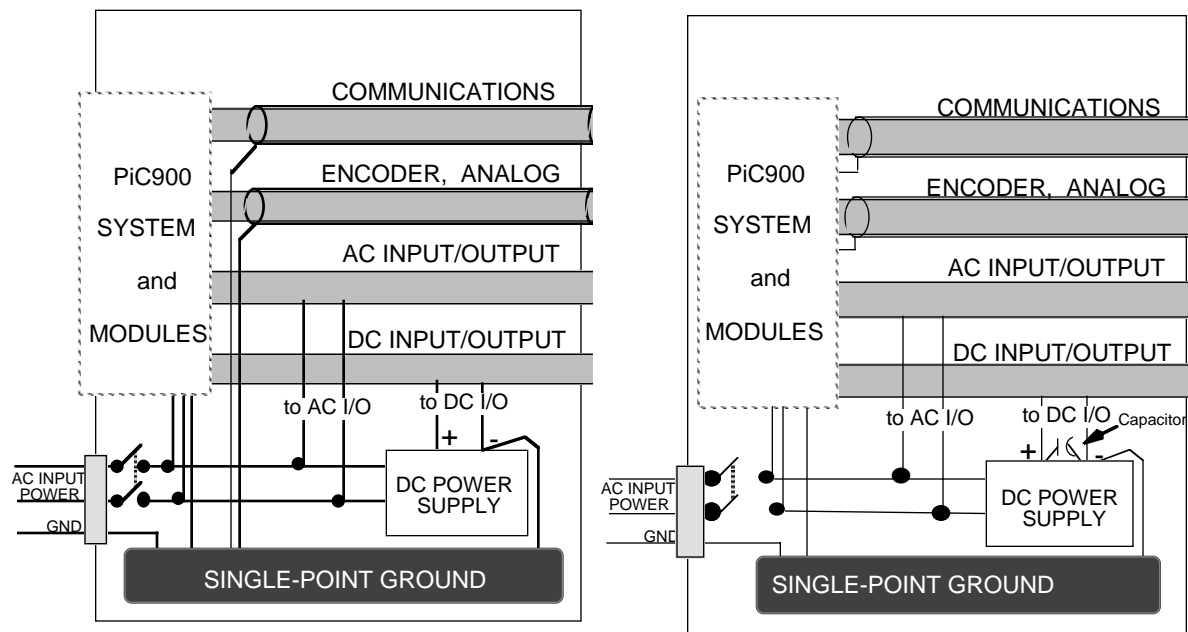 COMMUNICATIONS
ENCODER, ANALOG
PiC900
SYSTEM
and
MODULES
AC INPUT/OUTPUT
DC INPUT/OUTPUT
to AC I/O
to DC I/O
+
-
AC INPUT
POWER
GND
DC POWER
SUPPLY
SINGLE-POINT GROUND
COMMUNICATIONS
ENCODER, ANALOG
PiC900
SYSTEM
and
MODULES
AC INPUT/OUTPUT
DC INPUT/OUTPUT
to AC I/O
to DC I/O
Capacitor
+
-
AC INPUT
POWER
GND
DC POWER
SUPPLY
SINGLE-POINT GROUND